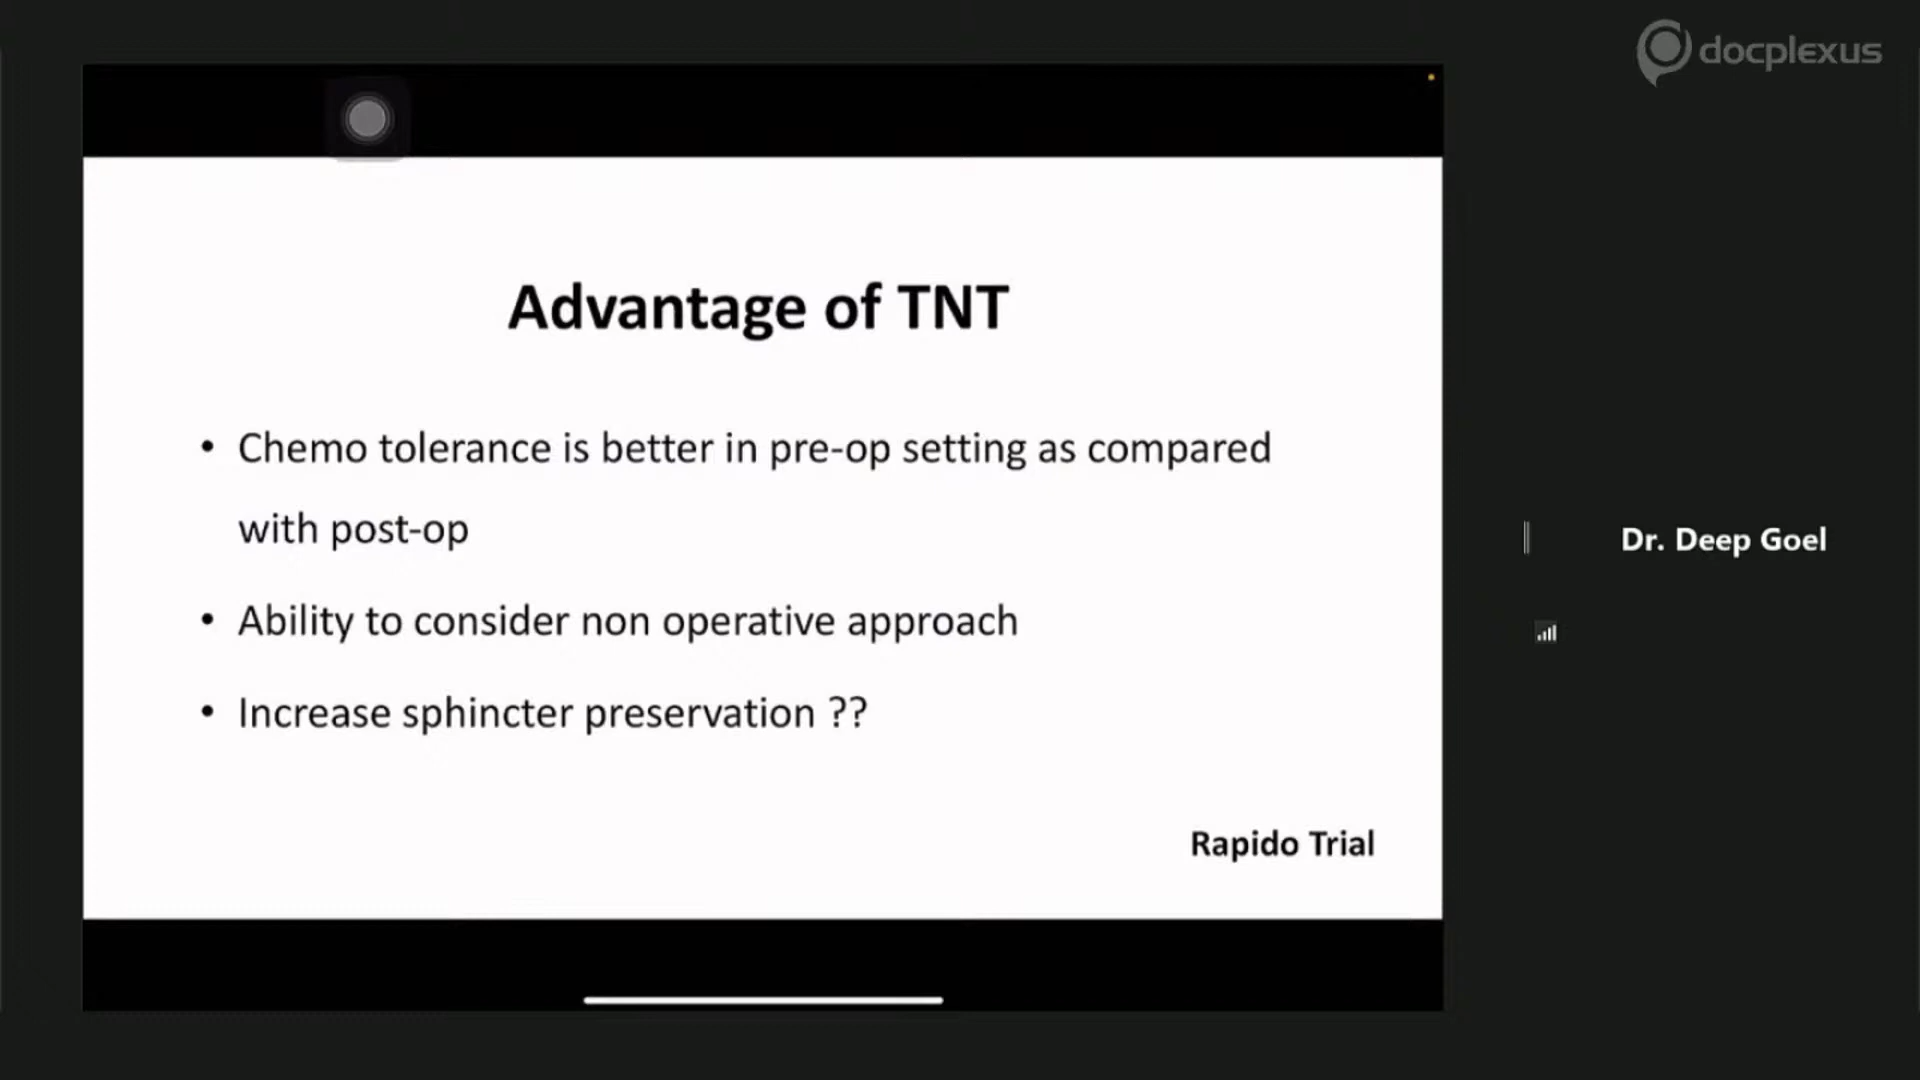 docplexus
Advantage of TNT
• Chemo tolerance is better in pre-op setting as compared
with post-op
• Ability to consider non operative approach
• Increase sphincter preservation ??
Rapido Trial
Dr. Deep Goel